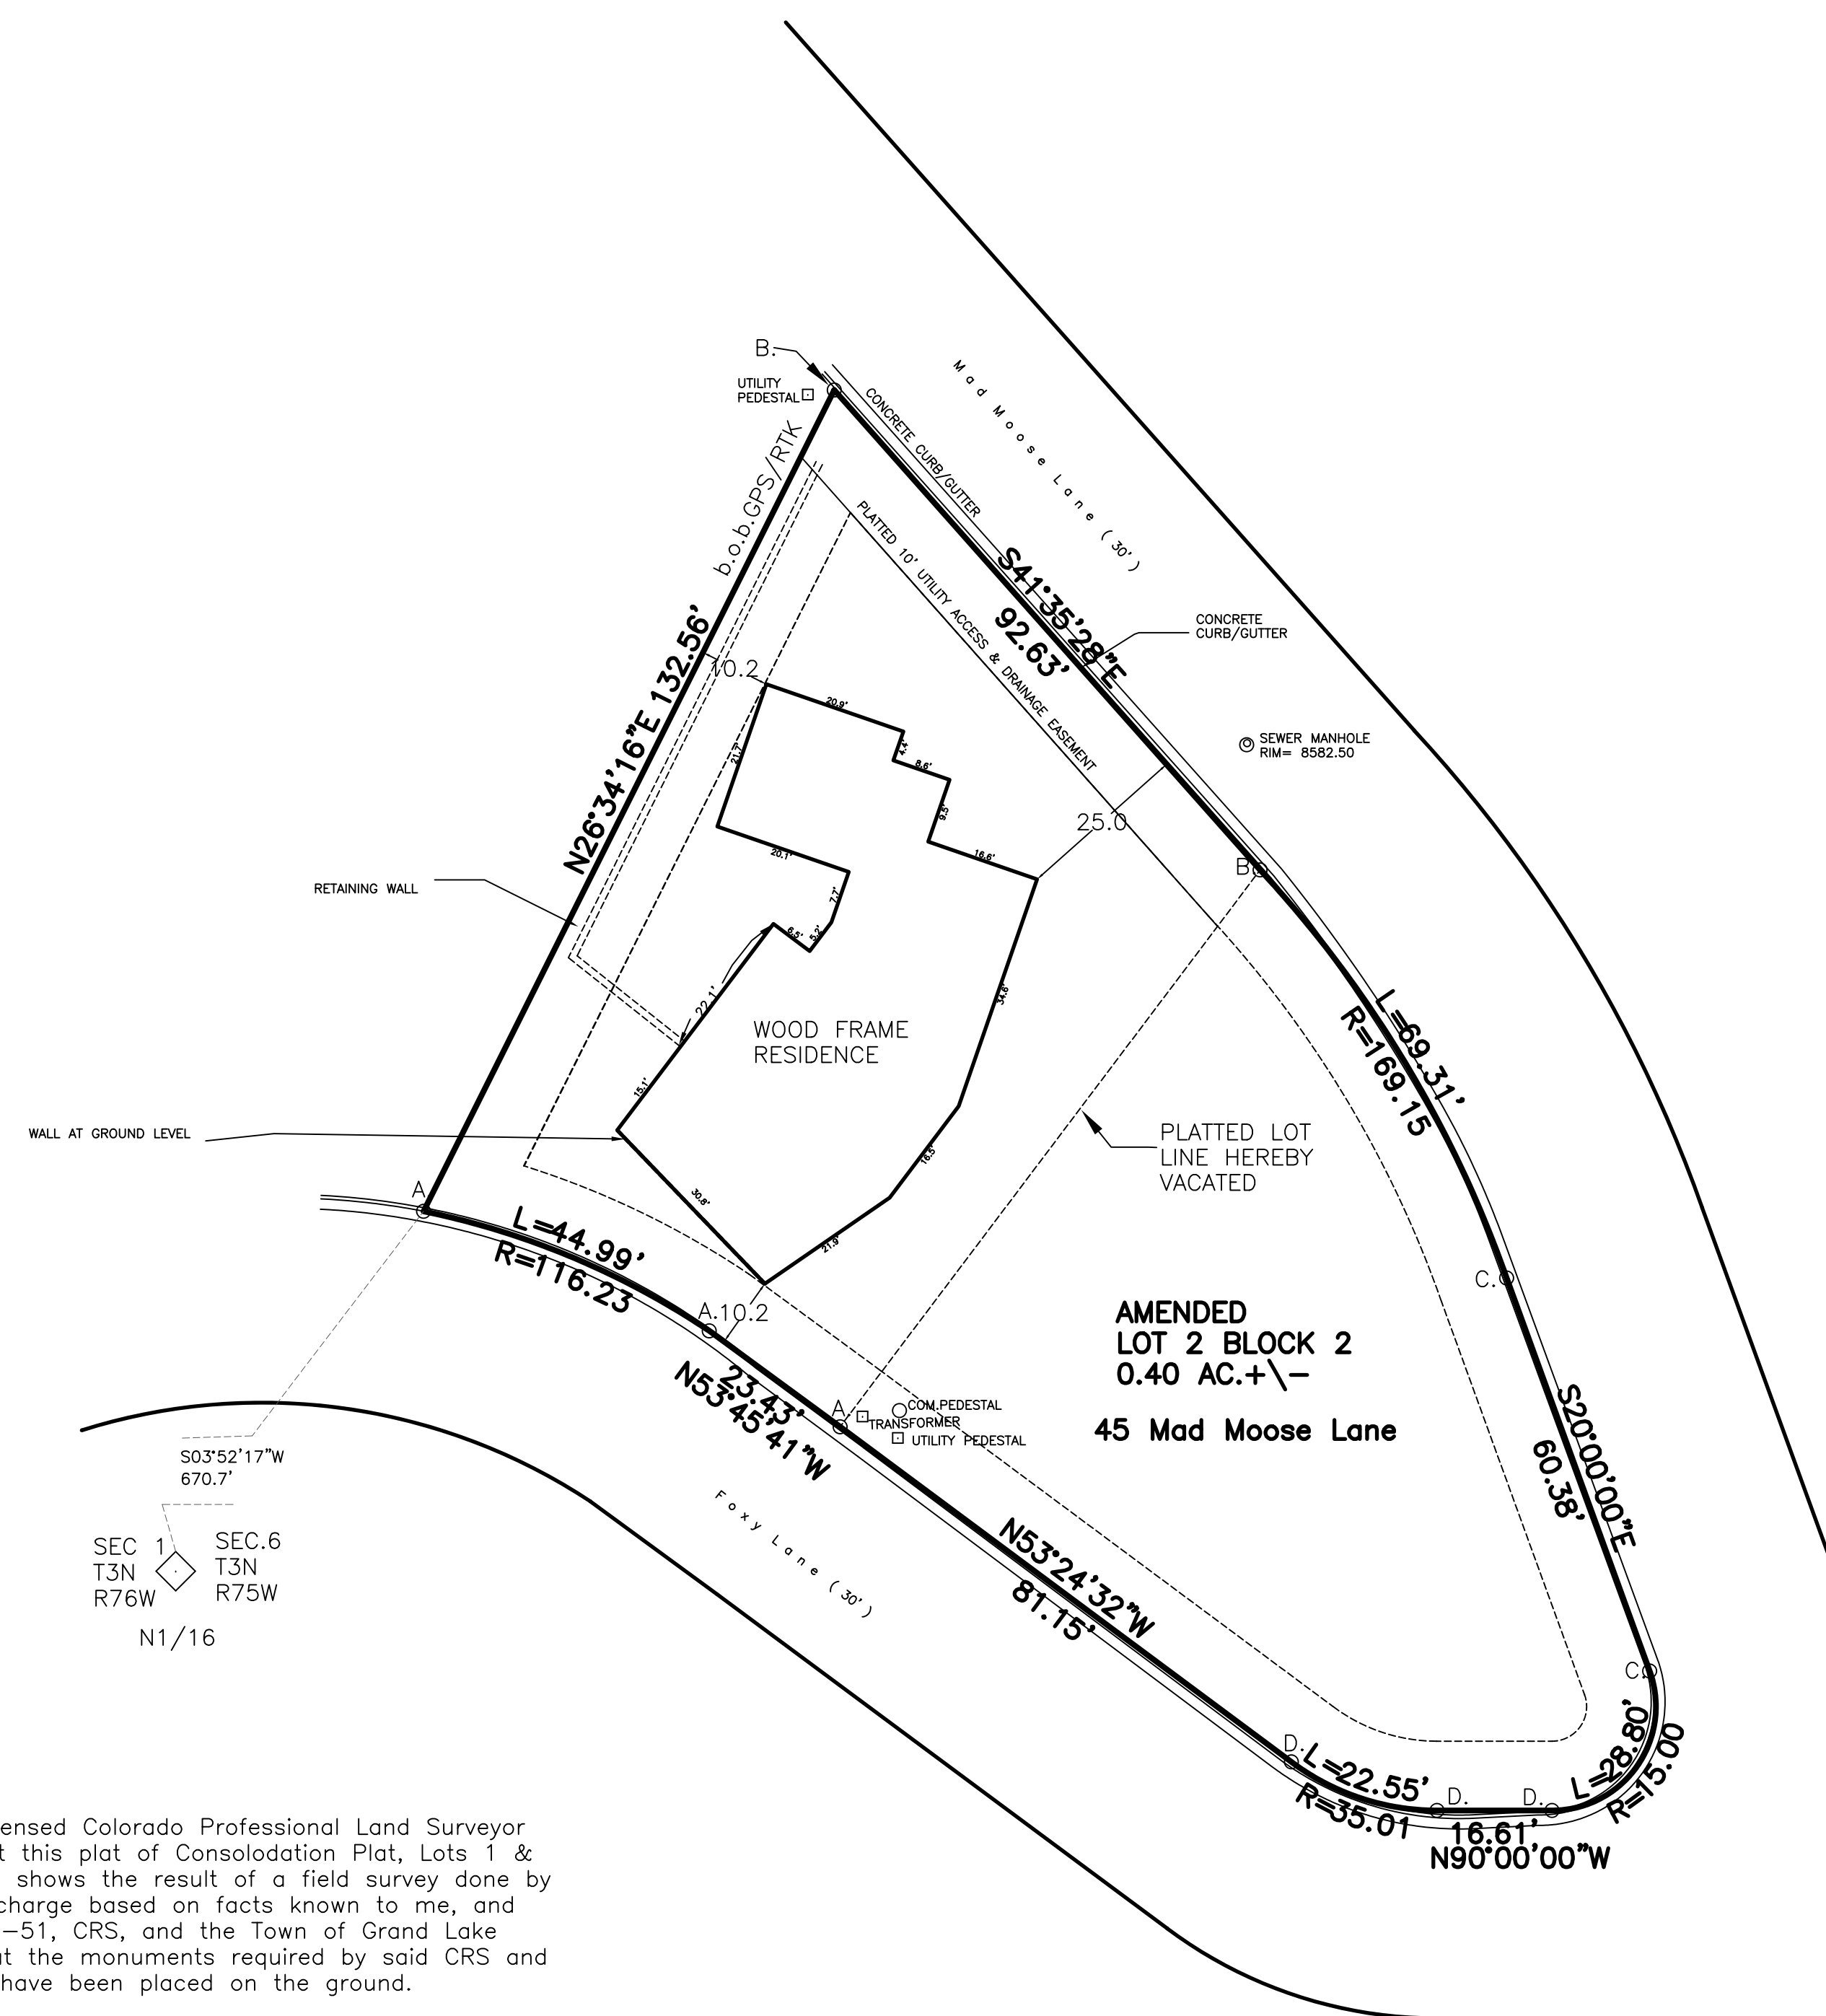 B.
UTILITY
PEDESTAL
CONCRETE CURB/GUTTER
Mad Moose Lane (30')
b.o.b.GPS/RTK
PLATTED 10' UTILITY ACCESS & DRAINAGE EASEMENT
S41°35'28"E
92.63'
CONCRETE
CURB/GUTTER
N26°34'16"E 132.56'
10.2
20.9'
4.4'
8.6'
9.5'
16.6'
21.7'
20.1'
7.7'
5.2'
6.5'
25.0
SEWER MANHOLE
RIM= 8582.50
B
RETAINING WALL
22.1'
34.6'
WOOD FRAME
RESIDENCE
15.1'
L=69.31'
R=169.15
WALL AT GROUND LEVEL
PLATTED LOT
LINE HEREBY
VACATED
16.5'
30.8'
21.9'
A.
L=44.99'
R=116.23
A.
10.2
C.
AMENDED
LOT 2 BLOCK 2
0.40 AC.+\-
45 Mad Moose Lane
23.43'
N53°45'41"W
A.
COM.PEDESTAL
TRANSFORMER
UTILITY PEDESTAL
S20°00'00"E
60.38'
S03°52'17"W
670.7'
SEC 1
T3N
R76W
SEC.6
T3N
R75W
N1/16
Foxy Lane (30')
N53°24'32"W
81.15'
C.
D.
L=22.55'
R=35.01
D.
D.
L=28.80'
R=15.00
16.61'
N90°00'00"W
ensed Colorado Professional Land Surveyor
t this plat of Consolodation Plat, Lots 1 &
shows the result of a field survey done by
charge based on facts known to me, and
-51, CRS, and the Town of Grand Lake
at the monuments required by said CRS and
have been placed on the ground.